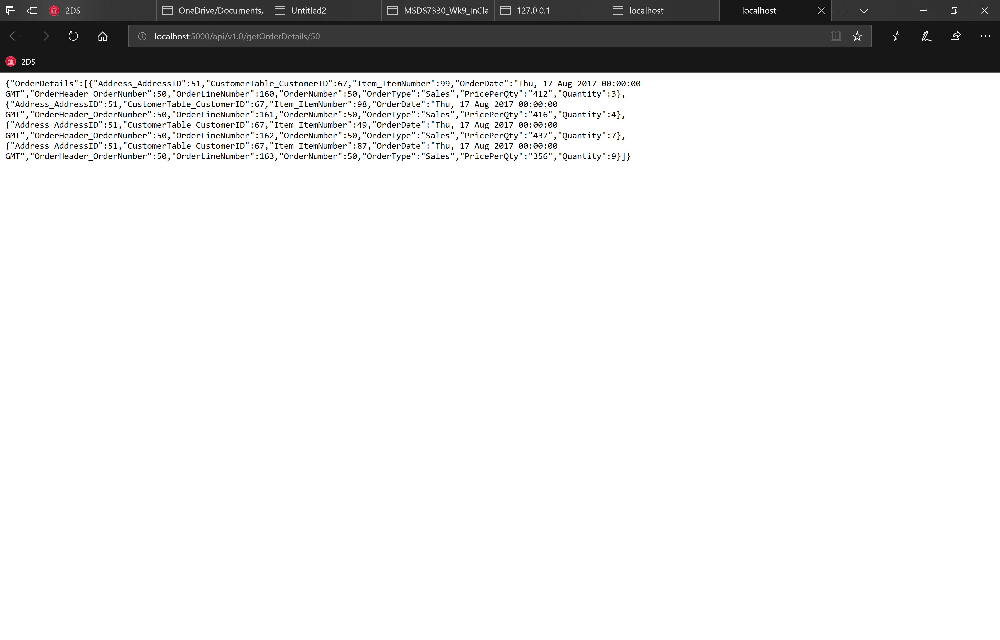 2DS
OneDrive/Documents,
Untitled2
MSDS7330_Wk9_InCla
127.0.0.1
localhost
localhost
localhost:5000/api/v1.0/getOrderDetails/50
2DS
{"OrderDetails":[{"Address_AddressID":51,"CustomerTable_CustomerID":67,"Item_ItemNumber":99,"OrderDate":"Thu, 17 Aug 2017 00:00:00
GMT","OrderHeader_OrderNumber":50,"OrderLineNumber":160,"OrderNumber":50,"OrderType":"Sales","PricePerQty":"412","Quantity":3},
{"Address_AddressID":51,"CustomerTable_CustomerID":67,"Item_ItemNumber":98,"OrderDate":"Thu, 17 Aug 2017 00:00:00
GMT","OrderHeader_OrderNumber":50,"OrderLineNumber":161,"OrderNumber":50,"OrderType":"Sales","PricePerQty":"416","Quantity":4},
{"Address_AddressID":51,"CustomerTable_CustomerID":67,"Item_ItemNumber":49,"OrderDate":"Thu, 17 Aug 2017 00:00:00
GMT","OrderHeader_OrderNumber":50,"OrderLineNumber":162,"OrderNumber":50,"OrderType":"Sales","PricePerQty":"437","Quantity":7},
{"Address_AddressID":51,"CustomerTable_CustomerID":67,"Item_ItemNumber":87,"OrderDate":"Thu, 17 Aug 2017 00:00:00
GMT","OrderHeader_OrderNumber":50,"OrderLineNumber":163,"OrderNumber":50,"OrderType":"Sales","PricePerQty":"356","Quantity":9}]}